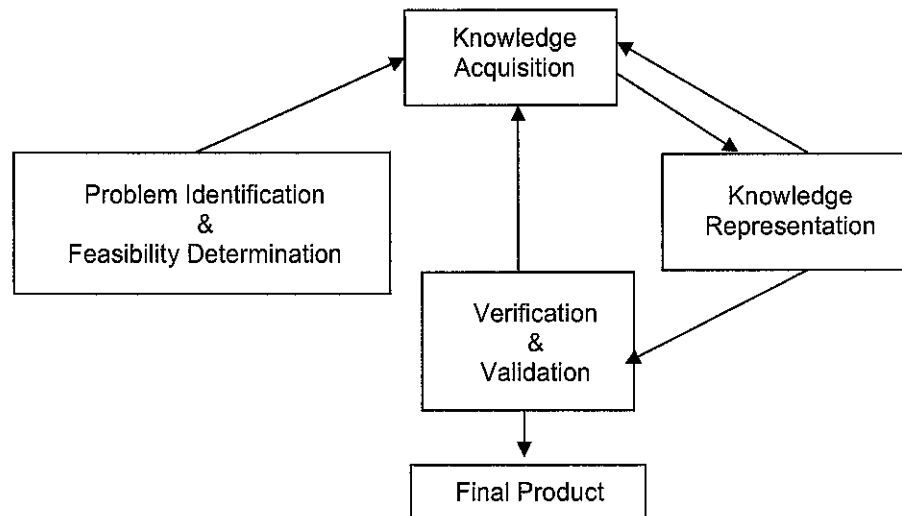 Knowledge
Acquisition
Problem Identification
&
Feasibility Determination
Knowledge
Representation
Verification
&
Validation
Final Product